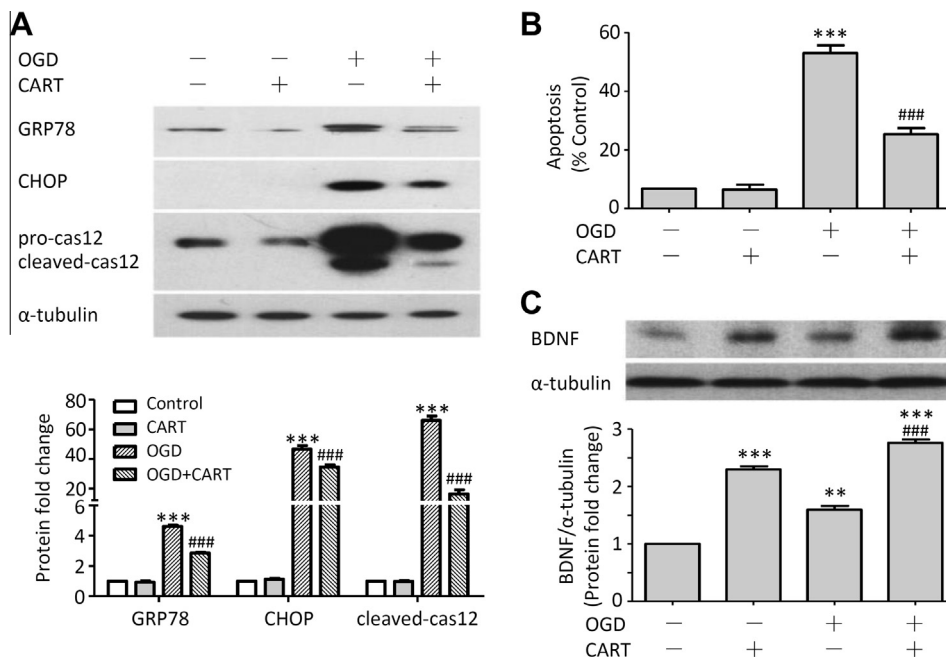 A
OGD − − + +
CART − + − +
GRP78
CHOP
pro-cas12
cleaved-cas12
α-tubulin
Protein fold change
80
60
40
20
6
4
2
0
Control
CART
OGD
OGD+CART
*** ###
*** ###
*** ###
GRP78 CHOP cleaved-cas12
B
Apoptosis
(% Control)
60
40
20
0
***
###
OGD − − + +
CART − + − +
C
BDNF
α-tubulin
BDNF/α-tubulin
(Protein fold change)
3
2
1
0
***
**
***
###
OGD − − + +
CART − + − +